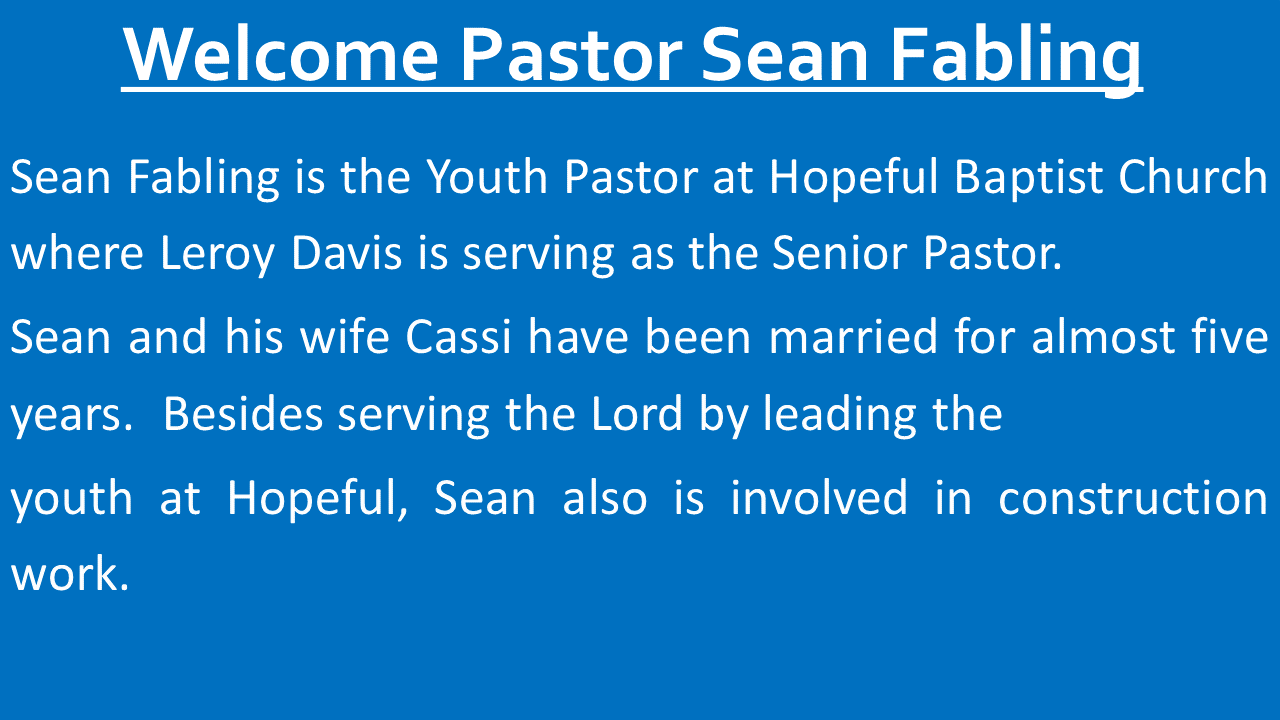 Welcome Pastor Sean Fabling
Sean Fabling is the Youth Pastor at Hopeful Baptist Church
where Leroy Davis is serving as the Senior Pastor.
Sean and his wife Cassi have been married for almost five
years.  Besides serving the Lord by leading the
youth at Hopeful, Sean also is involved in construction
work.